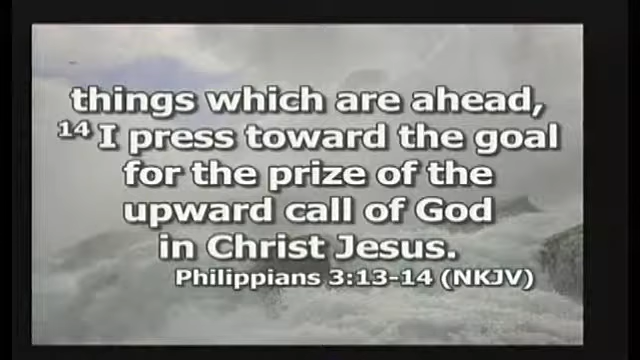 things which are ahead,
14 I press toward the goal
for the prize of the
upward call of God
in Christ Jesus.
Philippians 3:13-14 (NKJV)